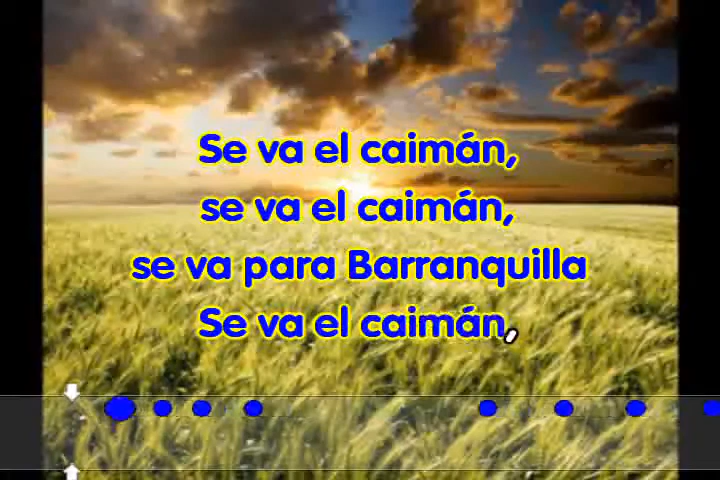 Se va el caimán,
se va el caimán,
se va para Barranquilla
Se va el caimán,